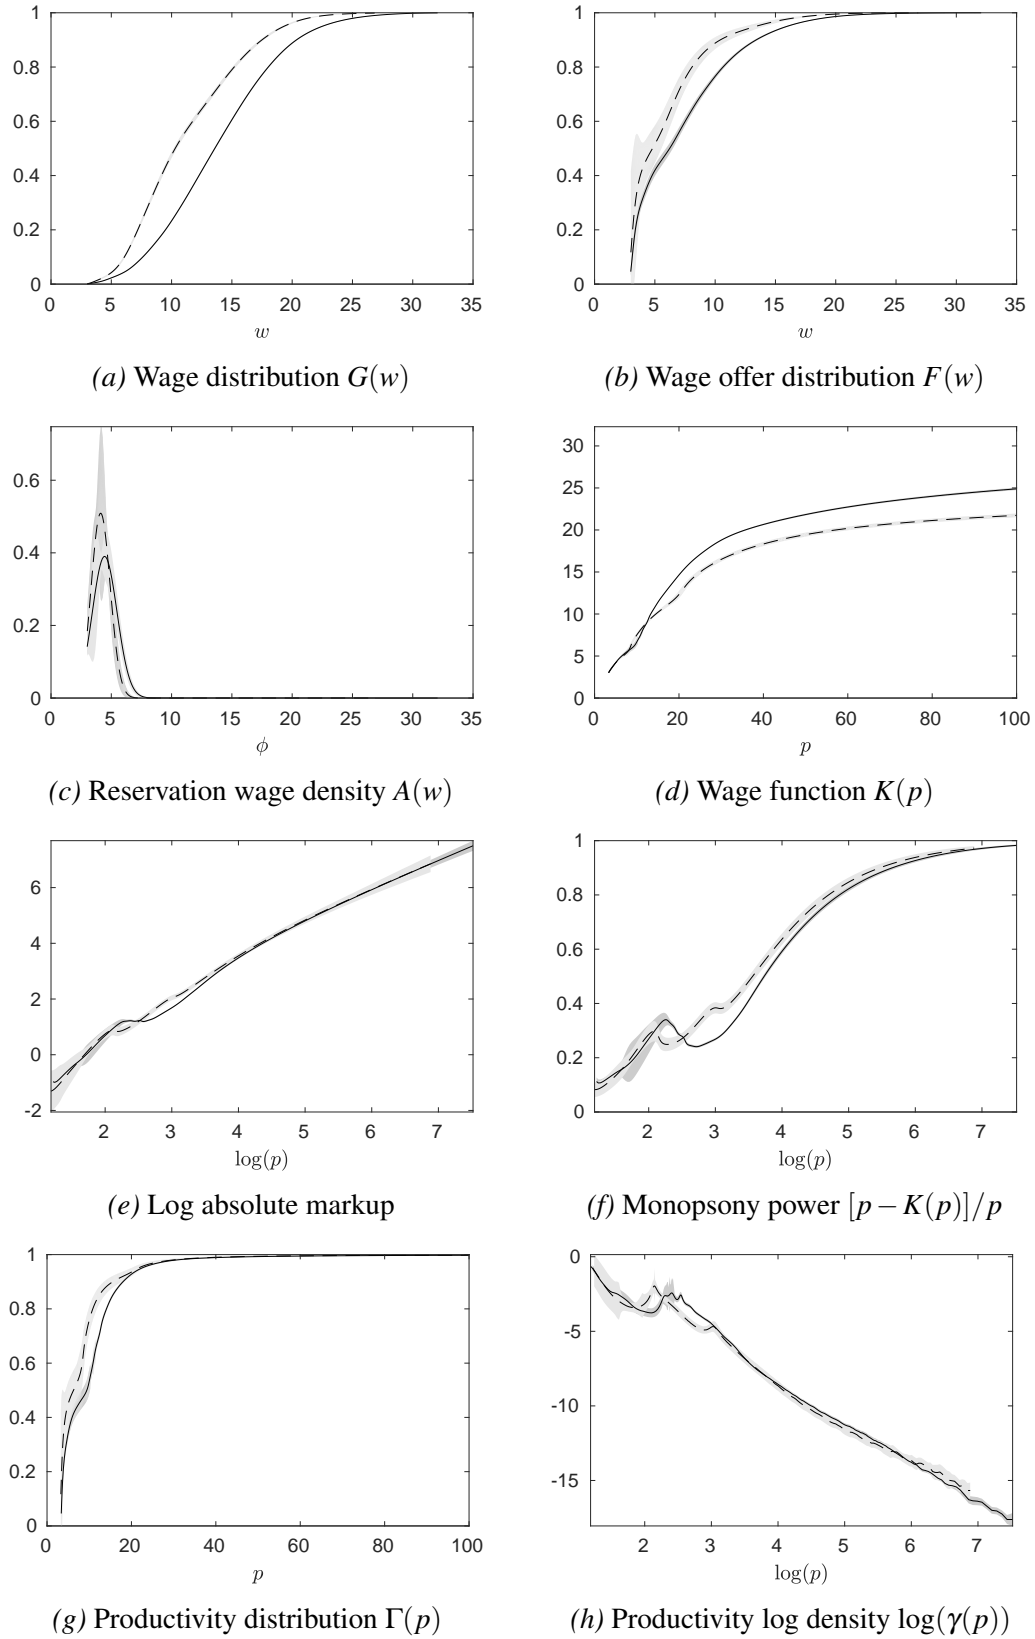 1
0.8
0.6
0.4
0.2
0
0 5 10 15 20 25 30 35
w
(a) Wage distribution G(w)
1
0.8
0.6
0.4
0.2
0
0 5 10 15 20 25 30 35
w
(b) Wage offer distribution F(w)
0.6
0.4
0.2
0
0 5 10 15 20 25 30 35
ϕ
(c) Reservation wage density A(w)
30
25
20
15
10
5
0
0 20 40 60 80 100
p
(d) Wage function K(p)
6
4
2
0
-2
2 3 4 5 6 7
log(p)
(e) Log absolute markup
1
0.8
0.6
0.4
0.2
0
2 3 4 5 6 7
log(p)
(f) Monopsony power [p − K(p)]/p
1
0.8
0.6
0.4
0.2
0
0 20 40 60 80 100
p
(g) Productivity distribution Γ(p)
0
-5
-10
-15
2 3 4 5 6 7
log(p)
(h) Productivity log density log(γ(p))